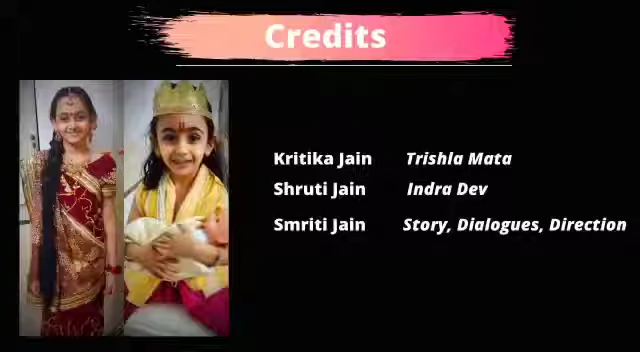 Credits
Kritika Jain Trishla Mata
Shruti Jain Indra Dev
Smriti Jain Story, Dialogues, Direction